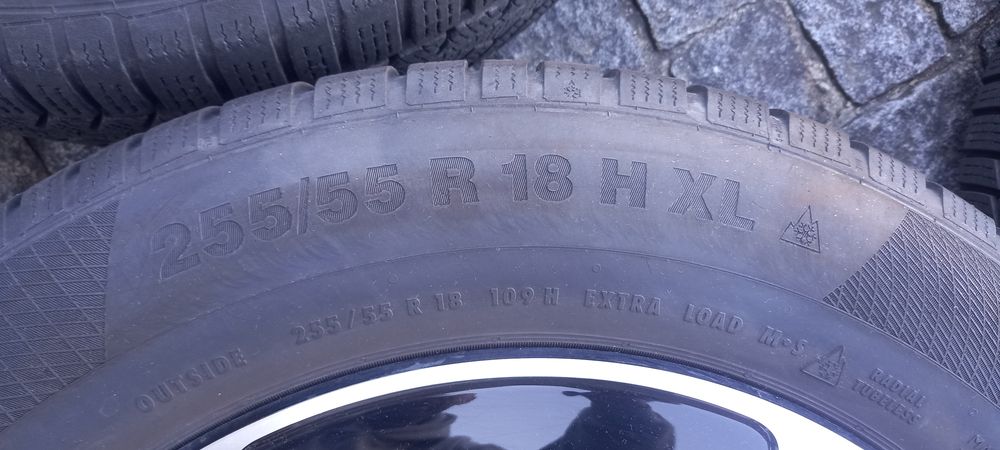 255/55 R 18 H XL
OUTSIDE 255/55 R 18 109 H EXTRA LOAD M+S
RADIAL
TUBELESS